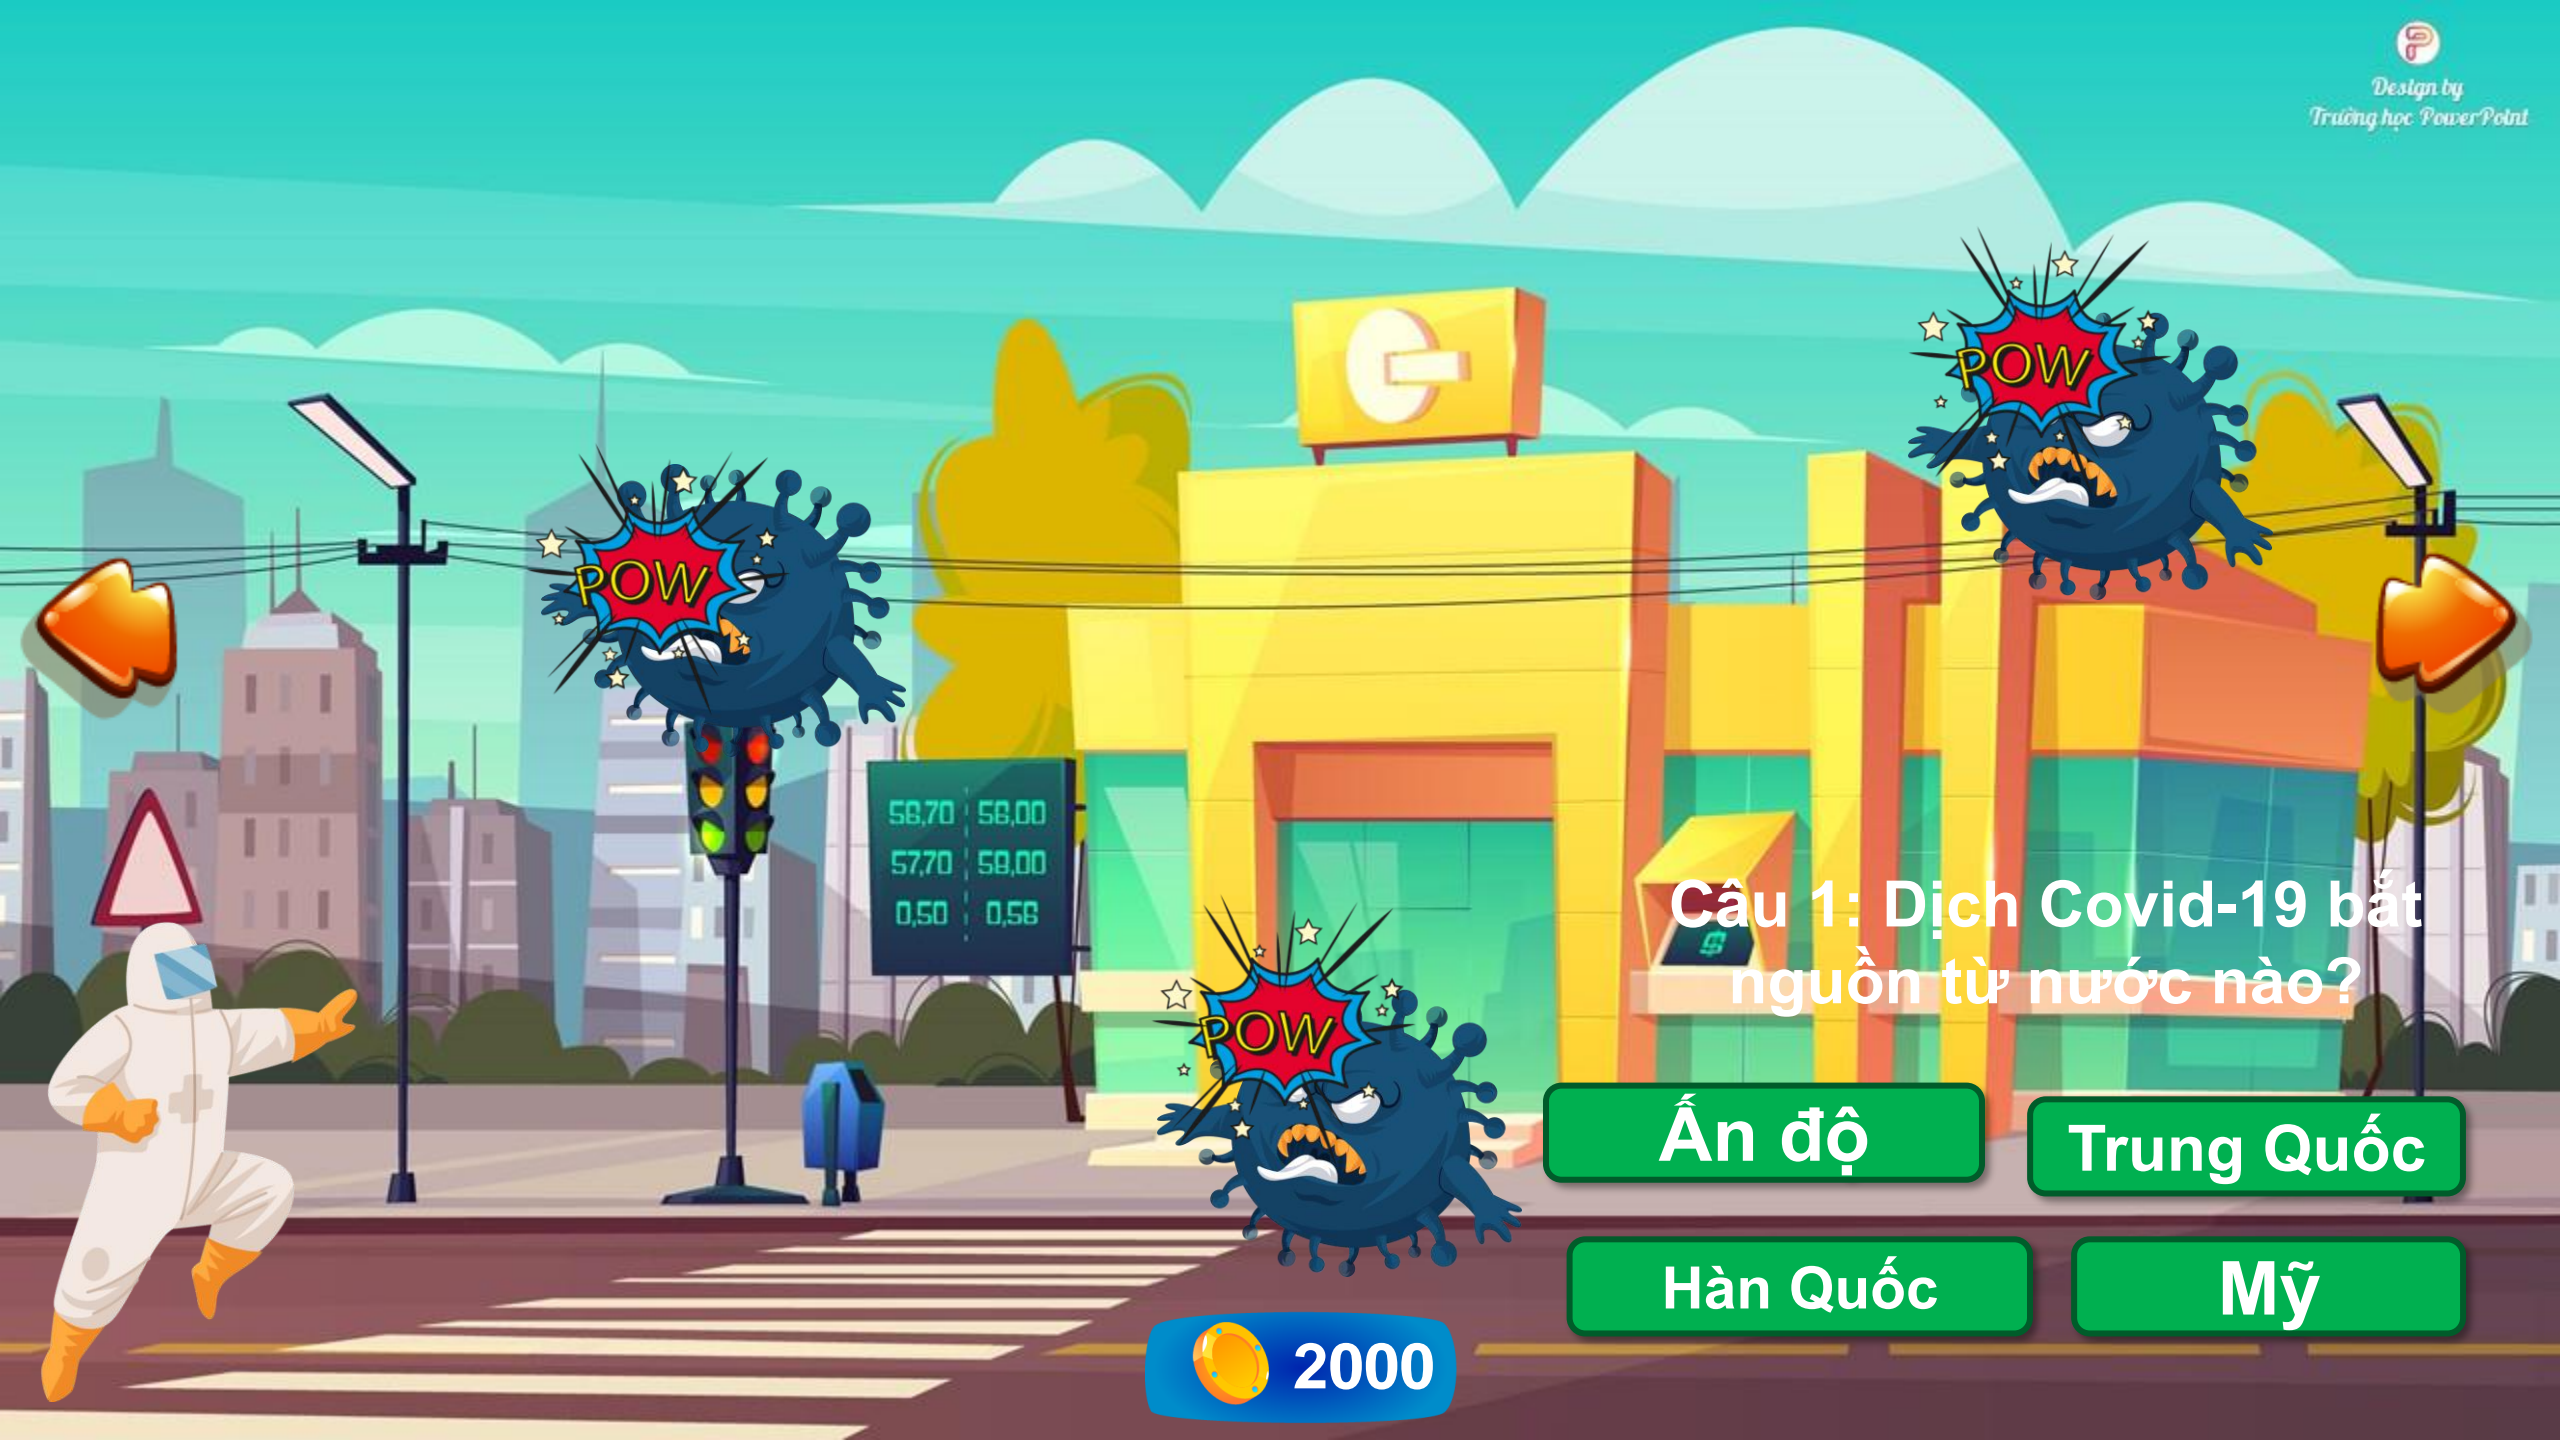 Design by
Trường học PowerPoint
POW
POW
56,70 56,00
57,70 58,00
0,50 0,56
Câu 1: Dịch Covid-19 bắt
nguồn từ nước nào?
$
POW
Ấn độ
Trung Quốc
Hàn Quốc
Mỹ
2000